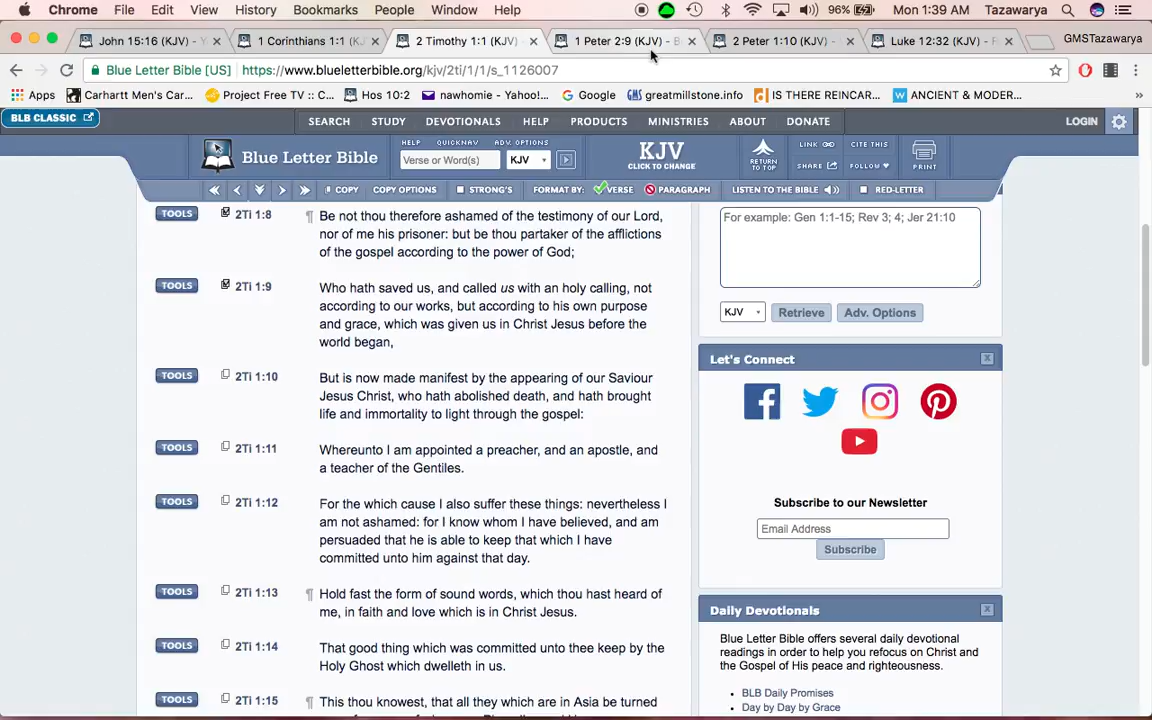 Chrome File Edit View History Bookmarks People Window Help 96% Mon 1:39 AM Tazawarya
John 15:16 (KJV) - × 1 Corinthians 1:1 (KJV) × 2 Timothy 1:1 (KJV) × 1 Peter 2:9 (KJV) - B × 2 Peter 1:10 (KJV) × Luke 12:32 (KJV) - × GMSTazawarya
Blue Letter Bible [US] https://www.blueletterbible.org/kjv/2ti/1/1/s_1126007
Apps Carhartt Men's Car... Project Free TV :: C... Hos 10:2 nawhomie - Yahoo!... Google greatmillstone.info IS THERE REINCAR... ANCIENT & MODER... »
BLB CLASSIC SEARCH STUDY DEVOTIONALS HELP PRODUCTS MINISTRIES ABOUT DONATE LOGIN
HELP QUICKNAV ADV. OPTIONS
Blue Letter Bible Verse or Word(s) KJV
KJV
CLICK TO CHANGE
RETURN TO TOP
LINK CITE THIS
SHARE FOLLOW PRINT
COPY COPY OPTIONS STRONG'S FORMAT BY: VERSE PARAGRAPH LISTEN TO THE BIBLE RED-LETTER
TOOLS 2Ti 1:8 ¶ Be not thou therefore ashamed of the testimony of our Lord,
nor of me his prisoner: but be thou partaker of the afflictions
of the gospel according to the power of God;
TOOLS 2Ti 1:9 Who hath saved us, and called us with an holy calling, not
according to our works, but according to his own purpose
and grace, which was given us in Christ Jesus before the
world began,
TOOLS 2Ti 1:10 But is now made manifest by the appearing of our Saviour
Jesus Christ, who hath abolished death, and hath brought
life and immortality to light through the gospel:
TOOLS 2Ti 1:11 Whereunto I am appointed a preacher, and an apostle, and
a teacher of the Gentiles.
TOOLS 2Ti 1:12 For the which cause I also suffer these things: nevertheless I
am not ashamed: for I know whom I have believed, and am
persuaded that he is able to keep that which I have
committed unto him against that day.
TOOLS 2Ti 1:13 ¶ Hold fast the form of sound words, which thou hast heard of
me, in faith and love which is in Christ Jesus.
TOOLS 2Ti 1:14 That good thing which was committed unto thee keep by the
Holy Ghost which dwelleth in us.
TOOLS 2Ti 1:15 ¶ This thou knowest, that all they which are in Asia be turned
For example: Gen 1:1-15; Rev 3; 4; Jer 21:10
KJV Retrieve Adv. Options
Let's Connect
Subscribe to our Newsletter
Email Address
Subscribe
Daily Devotionals
Blue Letter Bible offers several daily devotional
readings in order to help you refocus on Christ and
the Gospel of His peace and righteousness.
• BLB Daily Promises
• Day by Day by Grace